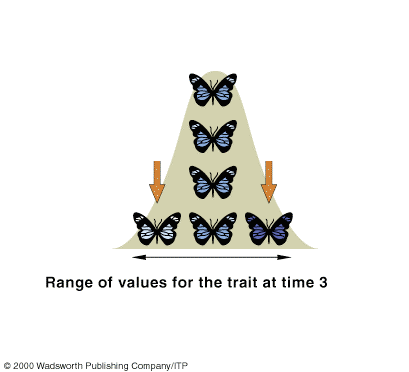 Range of values for the trait at time 3
© 2000 Wadsworth Publishing Company/ITP